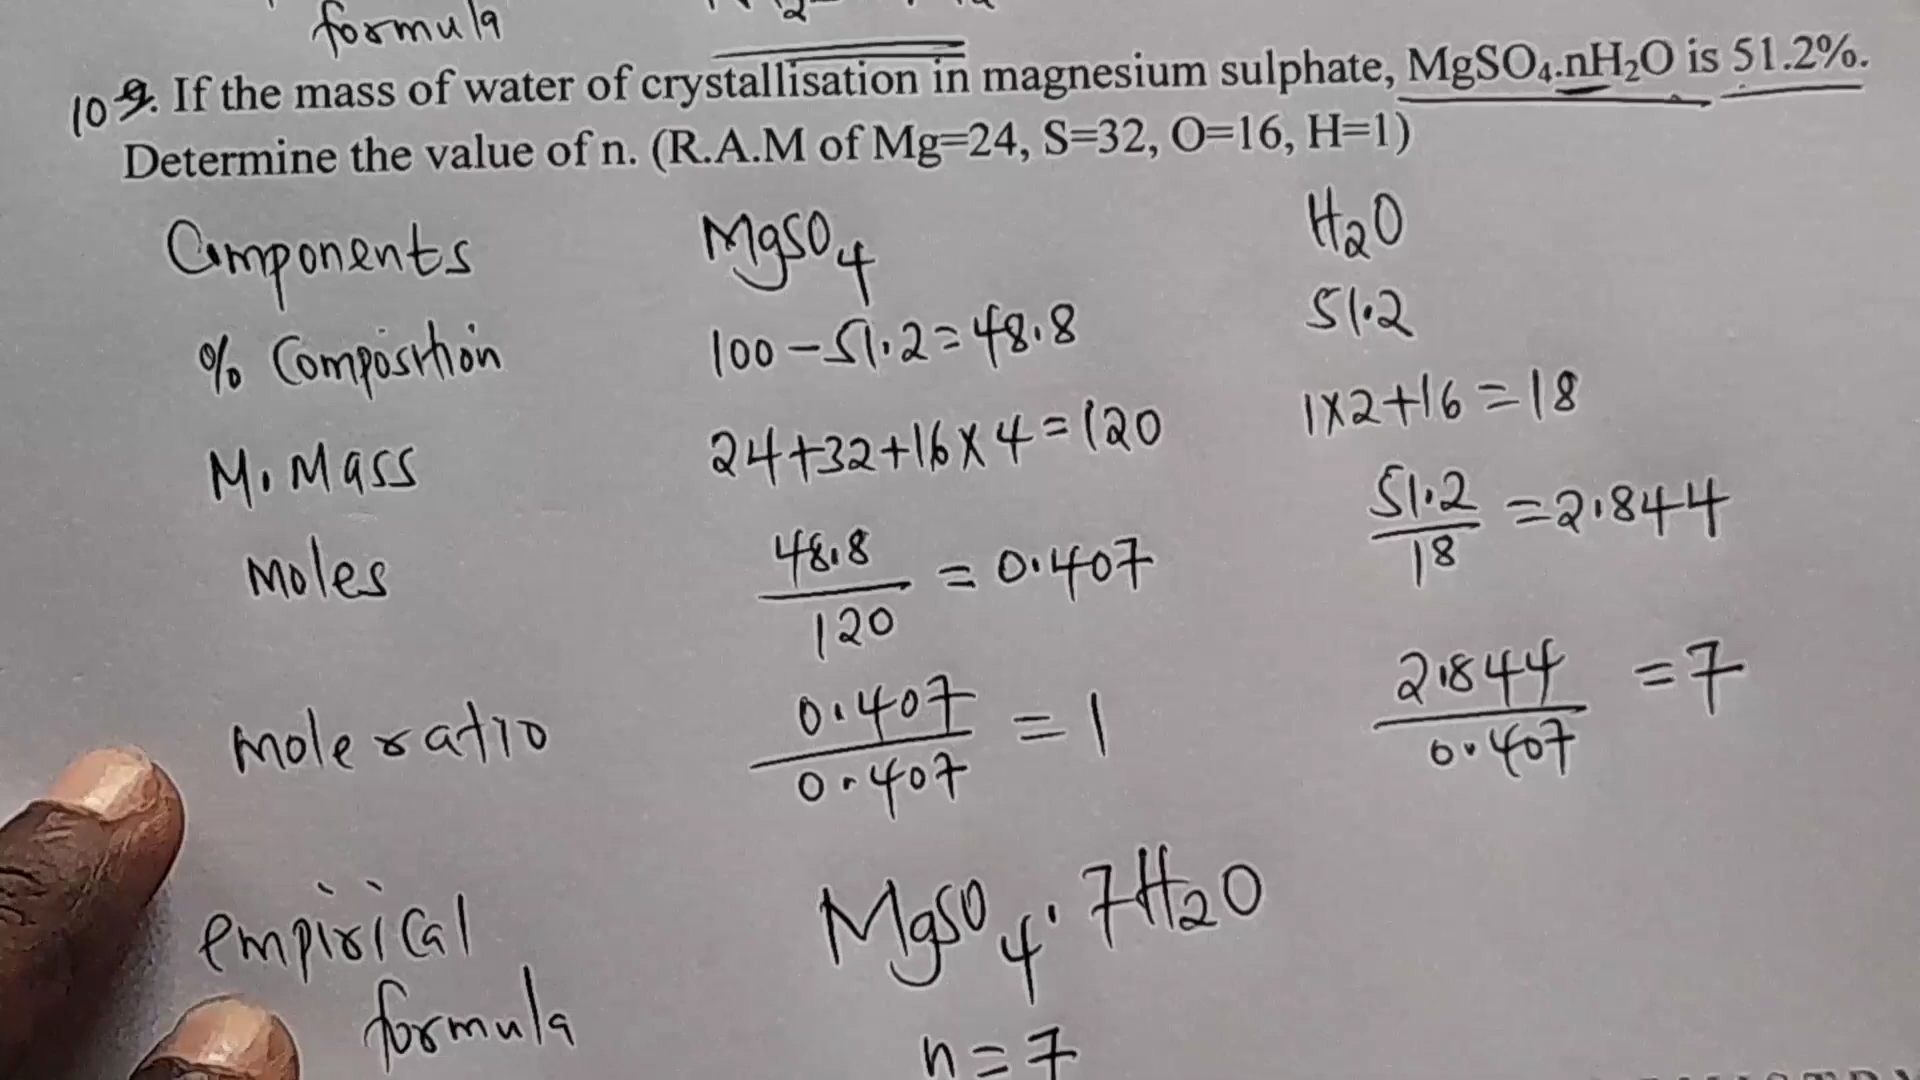 formula
10 9. If the mass of water of crystallisation in magnesium sulphate, MgSO₄.nH₂O is 51.2%.
Determine the value of n. (R.A.M of Mg=24, S=32, O=16, H=1)
Components MgSO₄ H₂O
% Composition 100 - 51.2 = 48.8 51.2
M. Mass 24+32+16×4=120 1×2+16=18
Moles 48.8/120 = 0.407 51.2/18 = 2.844
Mole ratio 0.407/0.407 = 1 2.844/0.407 = 7
empirical formula MgSO₄.7H₂O
n = 7